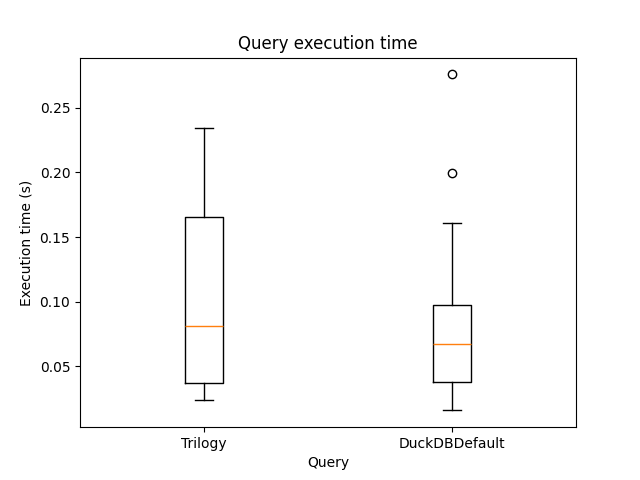 Query execution time
Execution time (s)
0.25
0.20
0.15
0.10
0.05
Trilogy
DuckDBDefault
Query